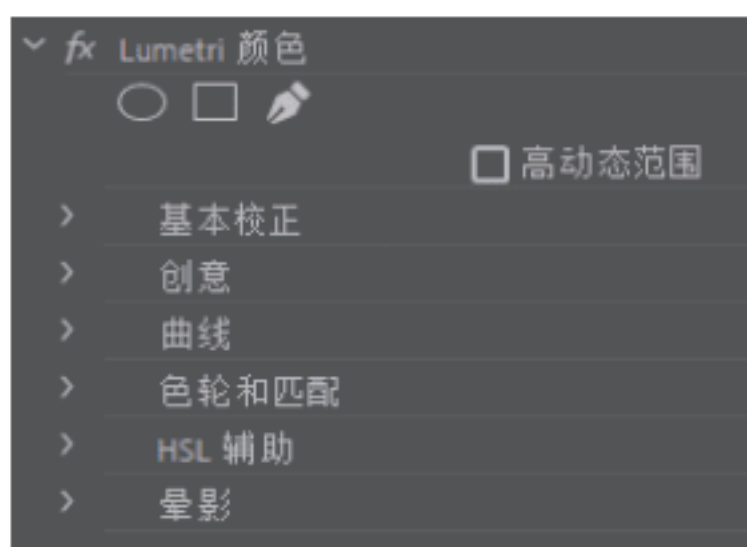 fx Lumetri 颜色
高动态范围
基本校正
创意
曲线
色轮和匹配
HSL 辅助
晕影